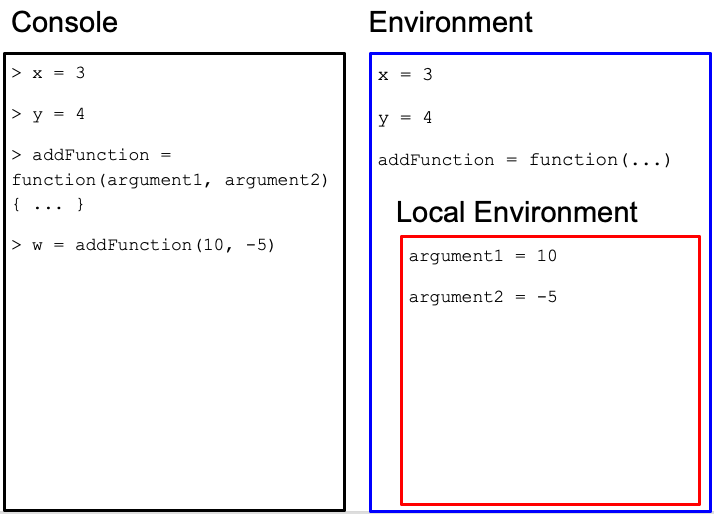 Console
> x = 3
> y = 4
> addFunction =
function(argument1, argument2)
{ ... }
> w = addFunction(10, -5)
Environment
x = 3
y = 4
addFunction = function(...)
Local Environment
argument1 = 10
argument2 = -5